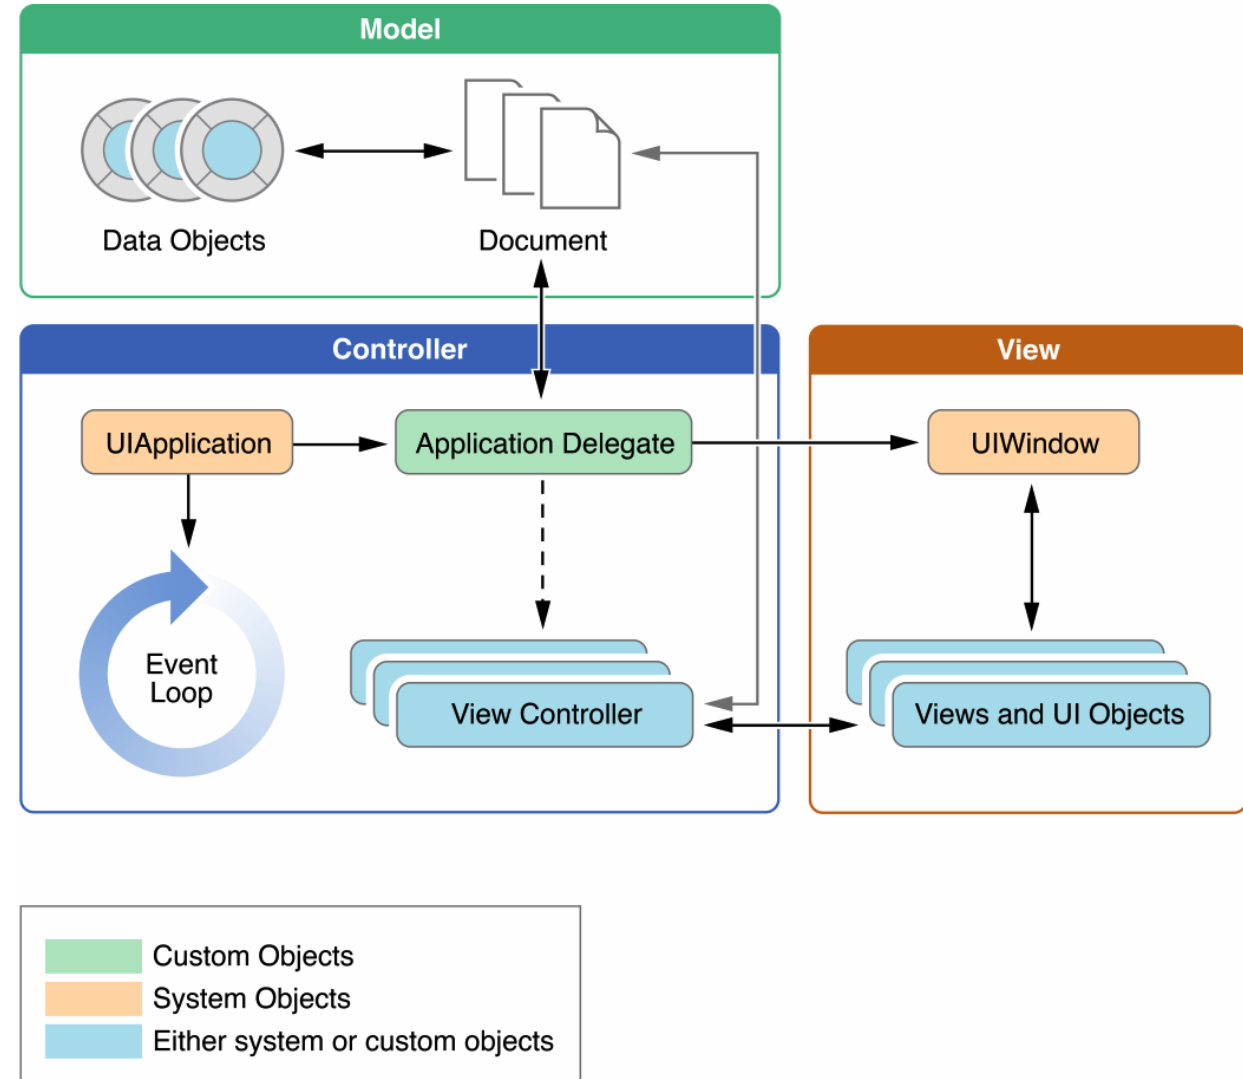 Model
Data Objects
Document
Controller
View
UIApplication
Application Delegate
UIWindow
Event
Loop
View Controller
Views and UI Objects
Custom Objects
System Objects
Either system or custom objects